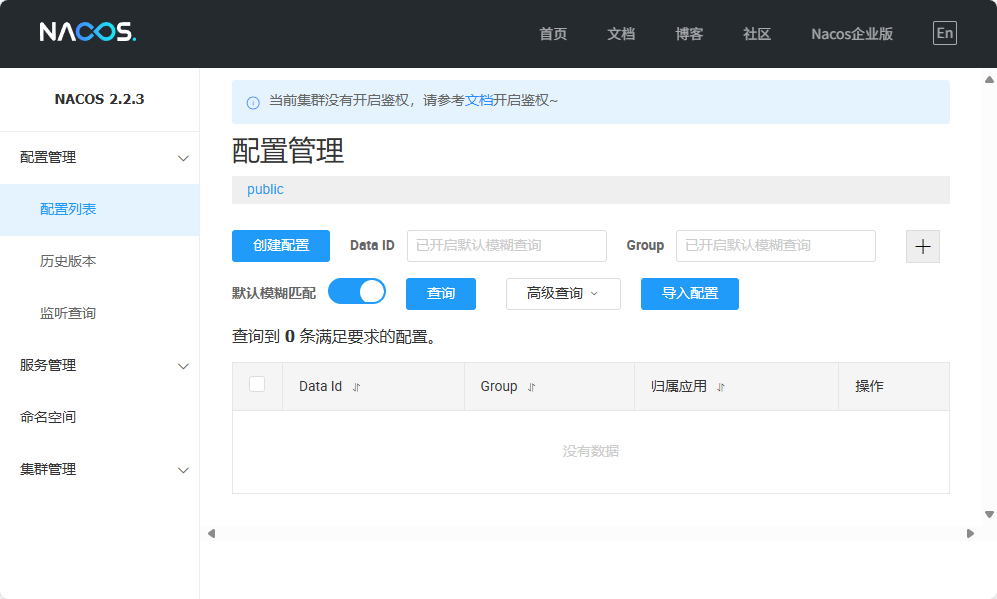 NACOS.
首页 文档 博客 社区 Nacos企业版 En
NACOS 2.2.3
配置管理
配置列表
历史版本
监听查询
服务管理
命名空间
集群管理
当前集群没有开启鉴权，请参考文档开启鉴权~
配置管理
public
创建配置 Data ID 已开启默认模糊查询 Group 已开启默认模糊查询
默认模糊匹配 查询 高级查询 导入配置
查询到 0 条满足要求的配置。
Data Id Group 归属应用 操作
没有数据